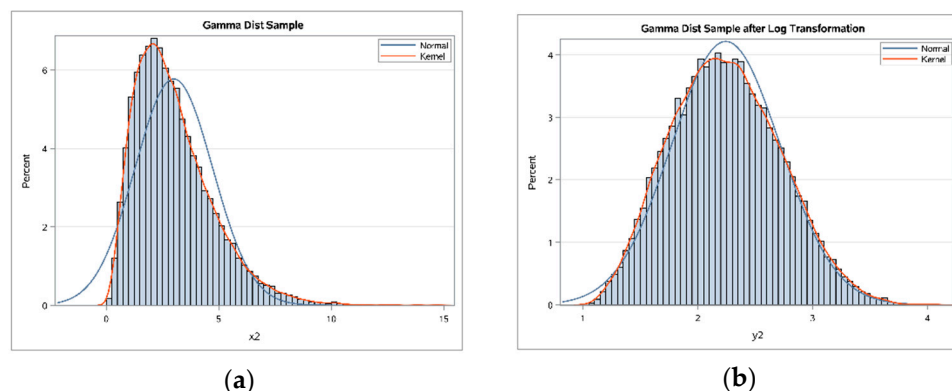 Gamma Dist Sample
Normal
Kernel
6
4
2
0
Percent
0
5
10
15
x2
(a)
Gamma Dist Sample after Log Transformation
Normal
Kernel
4
3
2
1
0
Percent
1
2
3
4
y2
(b)